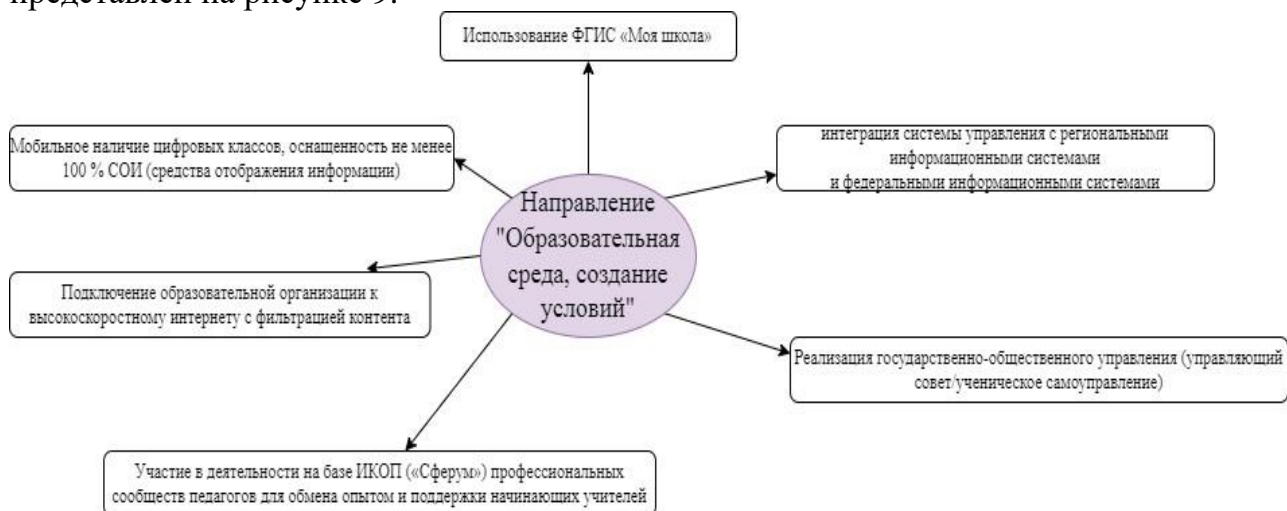 представлен на рисунке 9.
Использование ФГИС «Моя школа»
Мобильное наличие цифровых классов, оснащенность не менее
100 % СОИ (средства отображения информации)
интеграция системы управления с региональными
информационными системами
и федеральными информационными системами
Направление
"Образовательная
среда, создание
условий"
Подключение образовательной организации к
высокоскоростному интернету с фильтрацией контента
Реализация государственно-общественного управления (управляющий
совет/ученическое самоуправление)
Участие в деятельности на базе ИКОП («Сферум») профессиональных
сообществ педагогов для обмена опытом и поддержки начинающих учителей